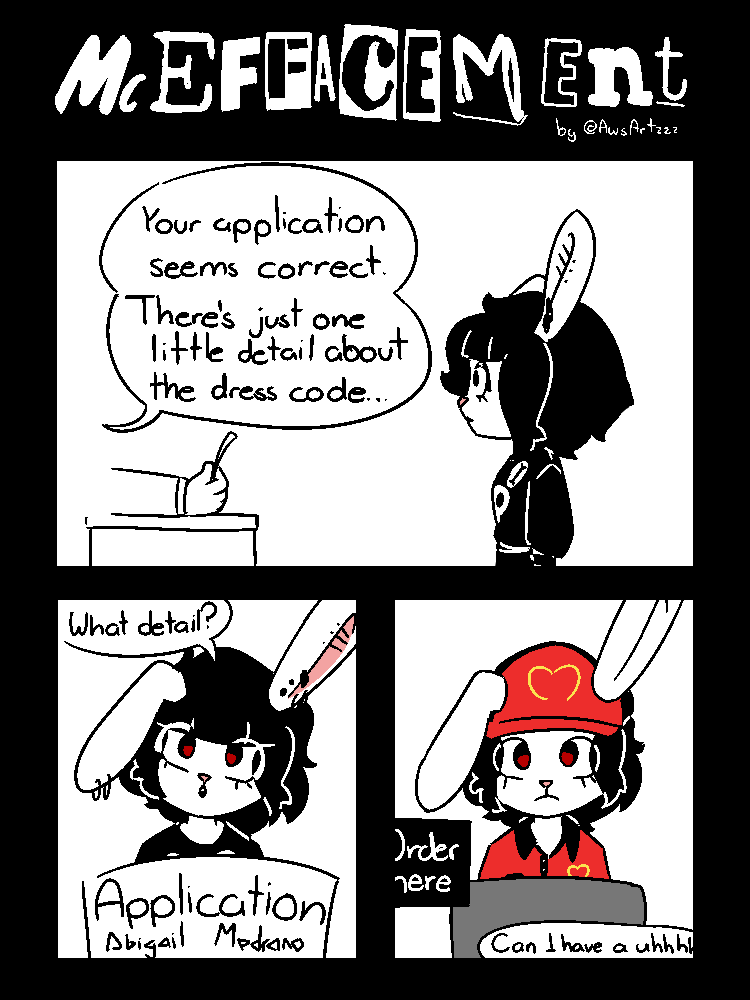 McEFFACEMEnt
by @AwsArtzzz
Your application
seems correct.
There's just one
little detail about
the dress code...
What detail?
Application
Abigail Medrano
Order
here
Can I have a uhhhh